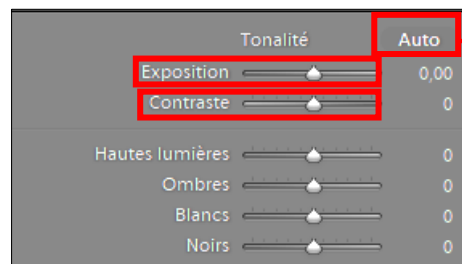 Tonalité Auto
Exposition 0,00
Contraste 0
Hautes lumières 0
Ombres 0
Blancs 0
Noirs 0